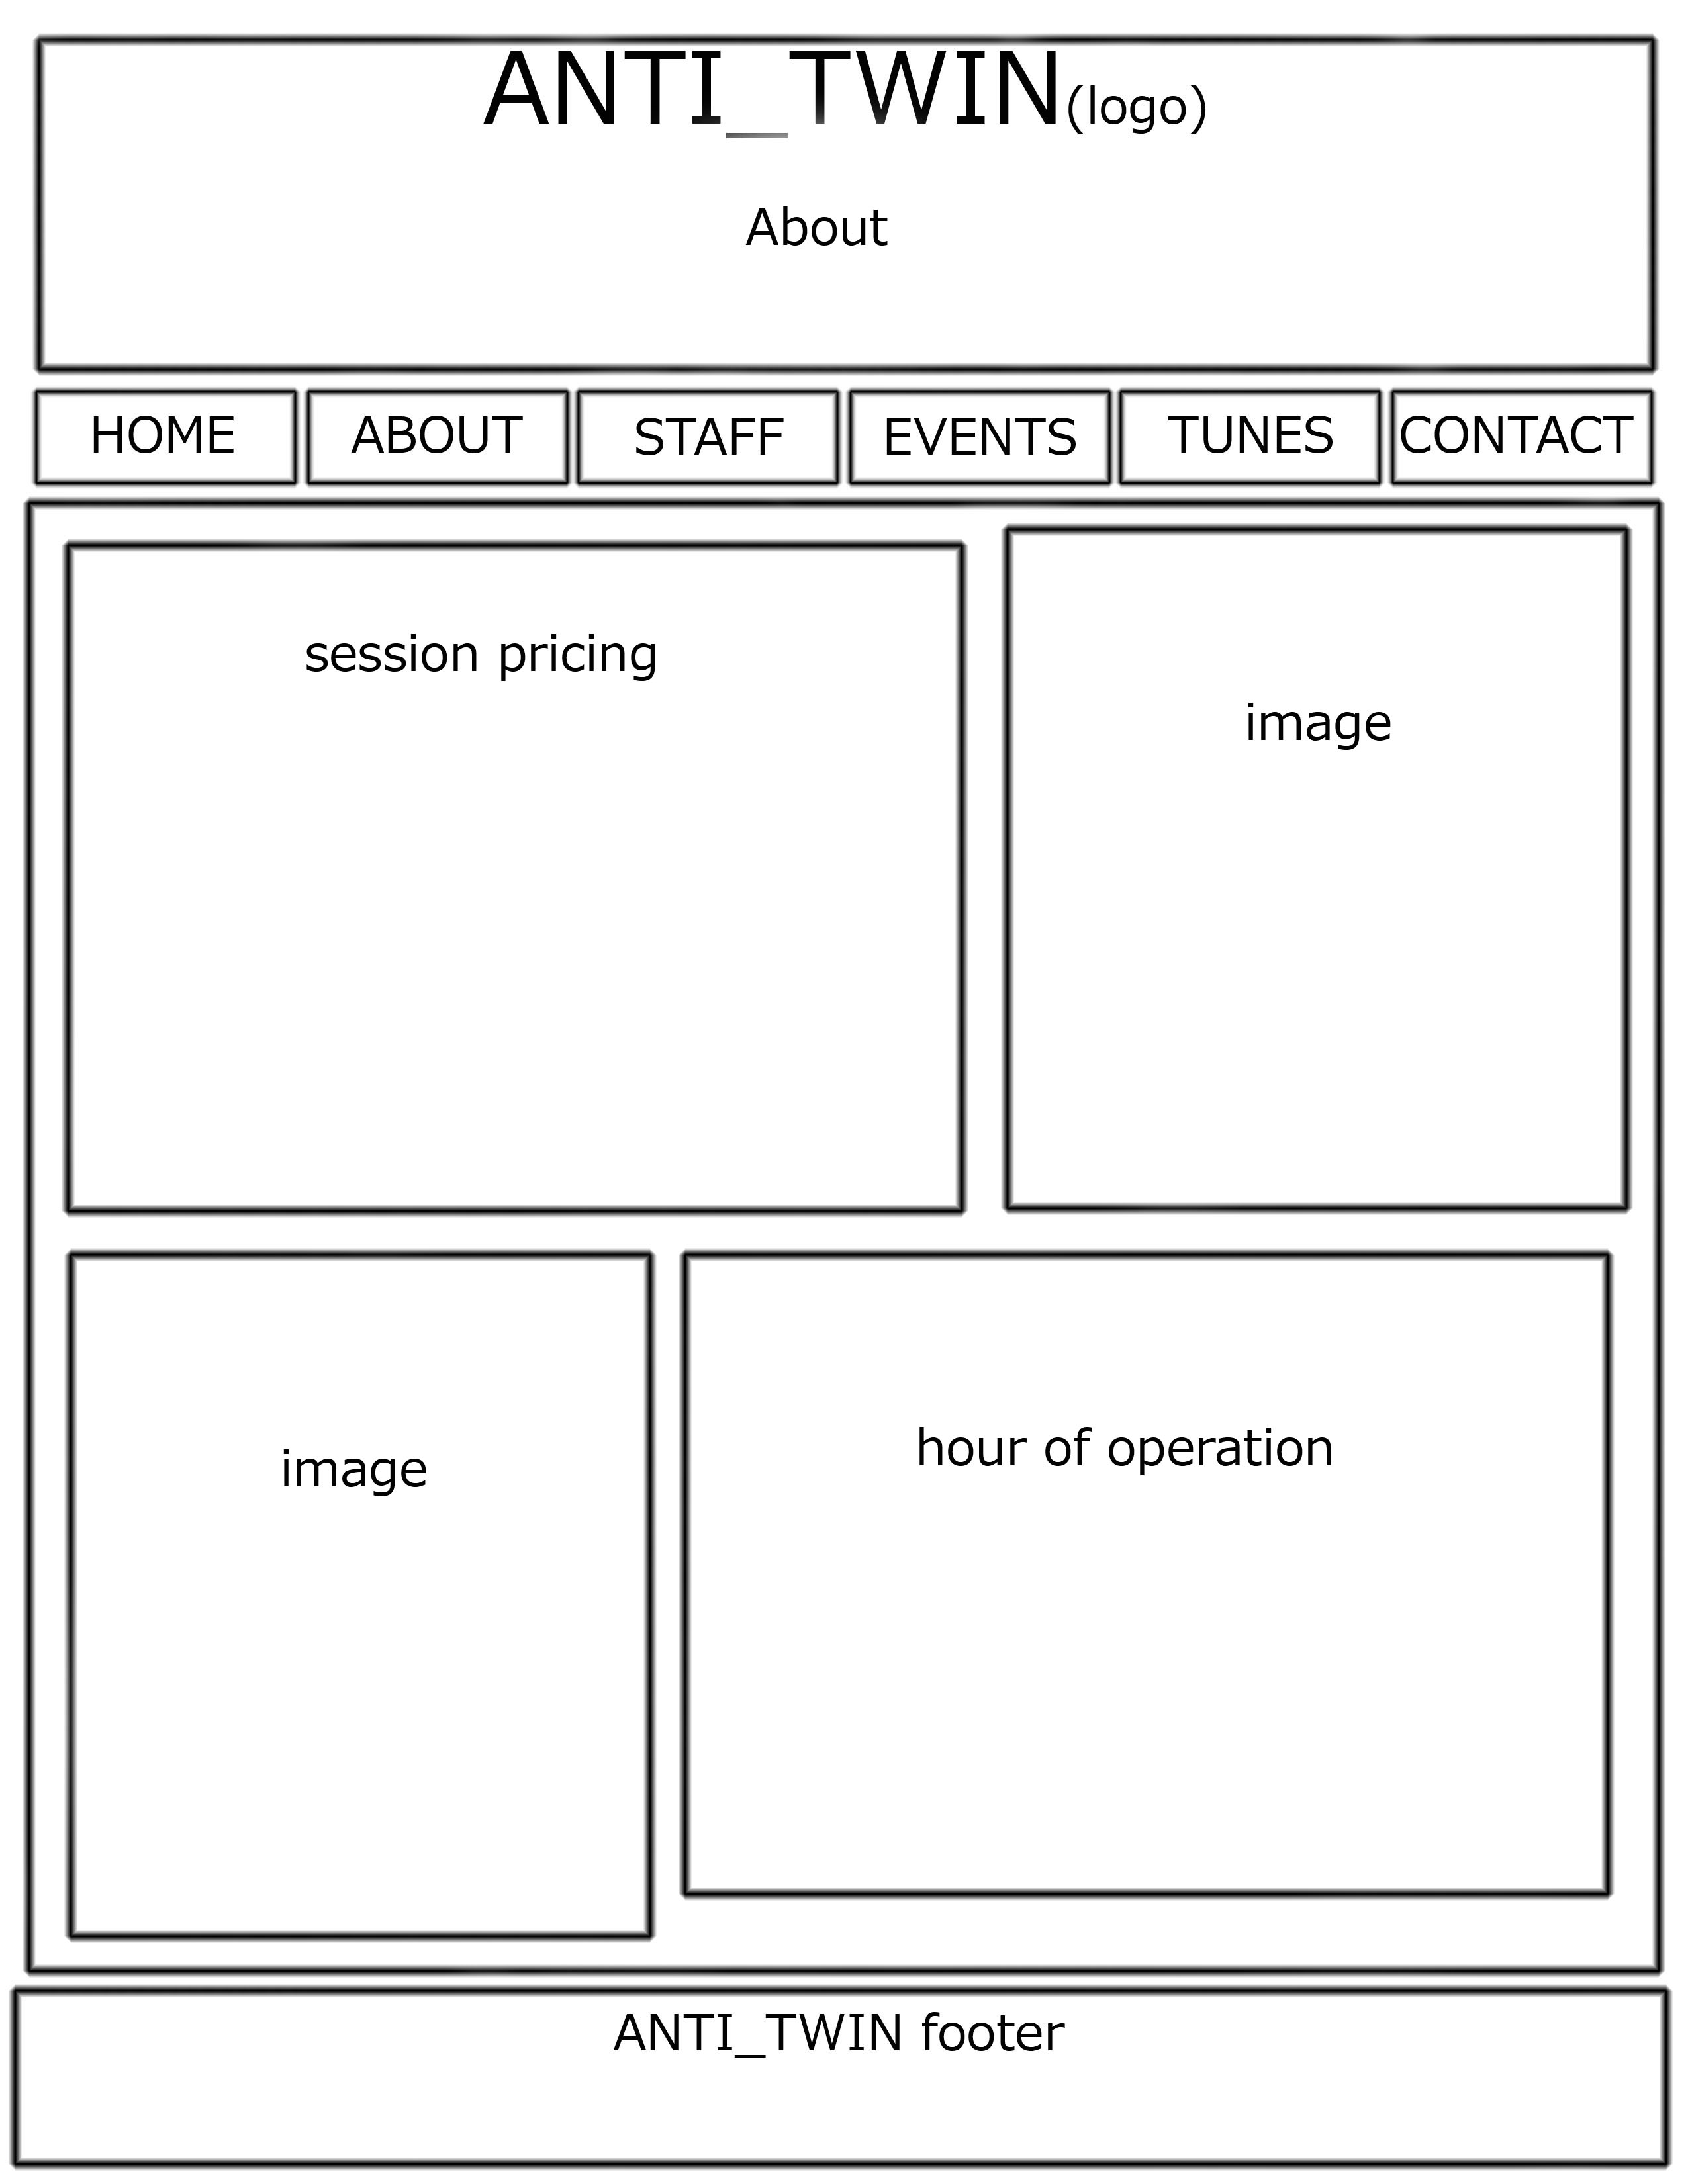 ANTI_TWIN(logo)
About
HOME ABOUT STAFF EVENTS TUNES CONTACT
session pricing
image
image
hour of operation
ANTI_TWIN footer